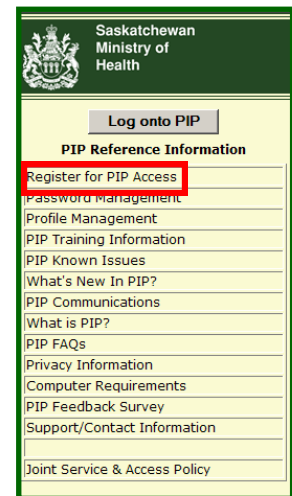 Saskatchewan
Ministry of
Health
Log onto PIP
PIP Reference Information
Register for PIP Access
Password Management
Profile Management
PIP Training Information
PIP Known Issues
What's New In PIP?
PIP Communications
What is PIP?
PIP FAQs
Privacy Information
Computer Requirements
PIP Feedback Survey
Support/Contact Information
Joint Service & Access Policy